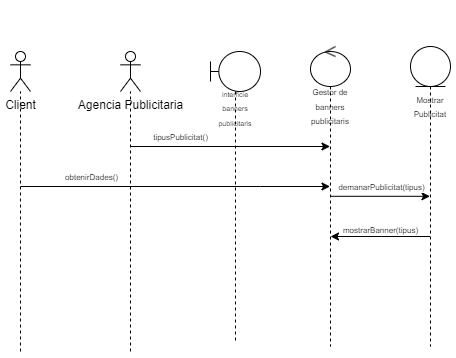 Client
Agencia Publicitaria
interficie
banners
publicitaris
Gestor de
banners
publicitaris
Mostrar
Publicitat
tipusPublicitat()
obtenirDades()
demanarPublicitat(tipus)
mostrarBanner(tipus)